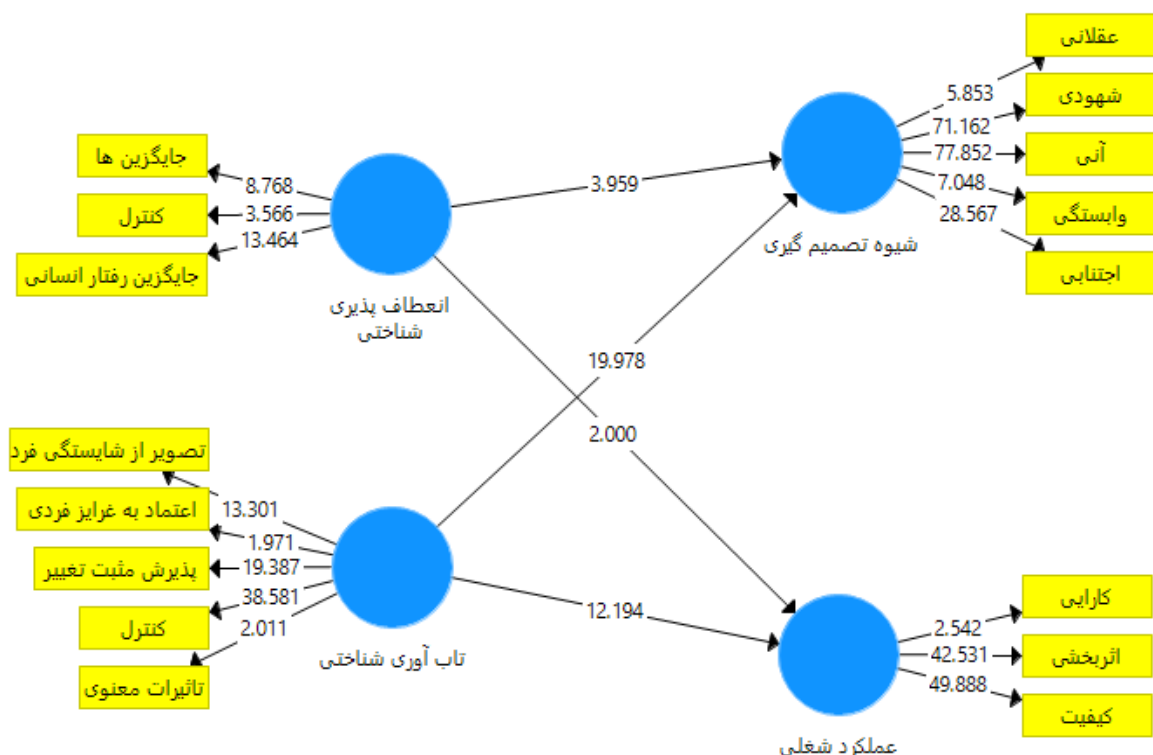 عقلانی
5.853
شهودی
71.162
آنی
77.852
وابستگی
7.048
اجتنابی
28.567
شیوه تصمیم گیری
جایگزین ها
8.768
کنترل
3.566
جایگزین رفتار انسانی
13.464
انعطاف پذیری
شناختی
3.959
19.978
2.000
12.194
تصویر از شایستگی فرد
13.301
اعتماد به غرایز فردی
1.971
پذیرش مثبت تغییر
19.387
کنترل
38.581
تاثیرات معنوی
2.011
تاب آوری شناختی
کارایی
2.542
اثربخشی
42.531
کیفیت
49.888
عملکرد شغلی